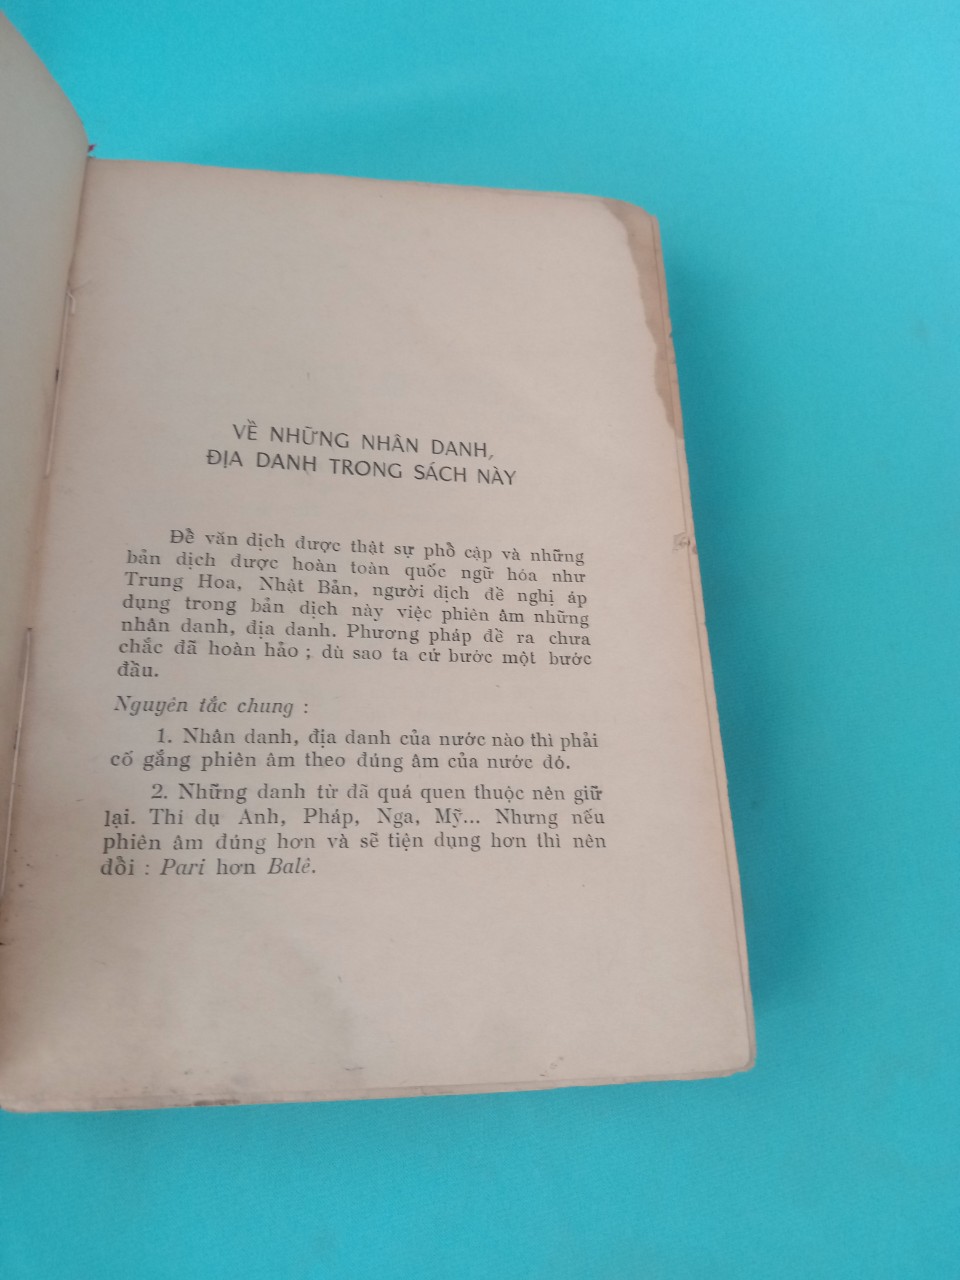 VỀ NHỮNG NHÂN DANH,
ĐỊA DANH TRONG SÁCH NÀY
Để văn dịch được thật sự phổ cập và những
bản dịch được hoàn toàn quốc ngữ hóa như
Trung Hoa, Nhật Bản, người dịch đề nghị áp
dụng trong bản dịch này việc phiên âm những
nhân danh, địa danh. Phương pháp đề ra chưa
chắc đã hoàn hảo ; dù sao ta cứ bước một bước
đầu.
Nguyên tắc chung :
1. Nhân danh, địa danh của nước nào thì phải
cố gắng phiên âm theo đúng âm của nước đó.
2. Những danh từ đã quá quen thuộc nên giữ
lại. Thí dụ Anh, Pháp, Nga, Mỹ... Nhưng nếu
phiên âm đúng hơn và sẽ tiện dụng hơn thì nên
đổi : Pari hơn Balê.